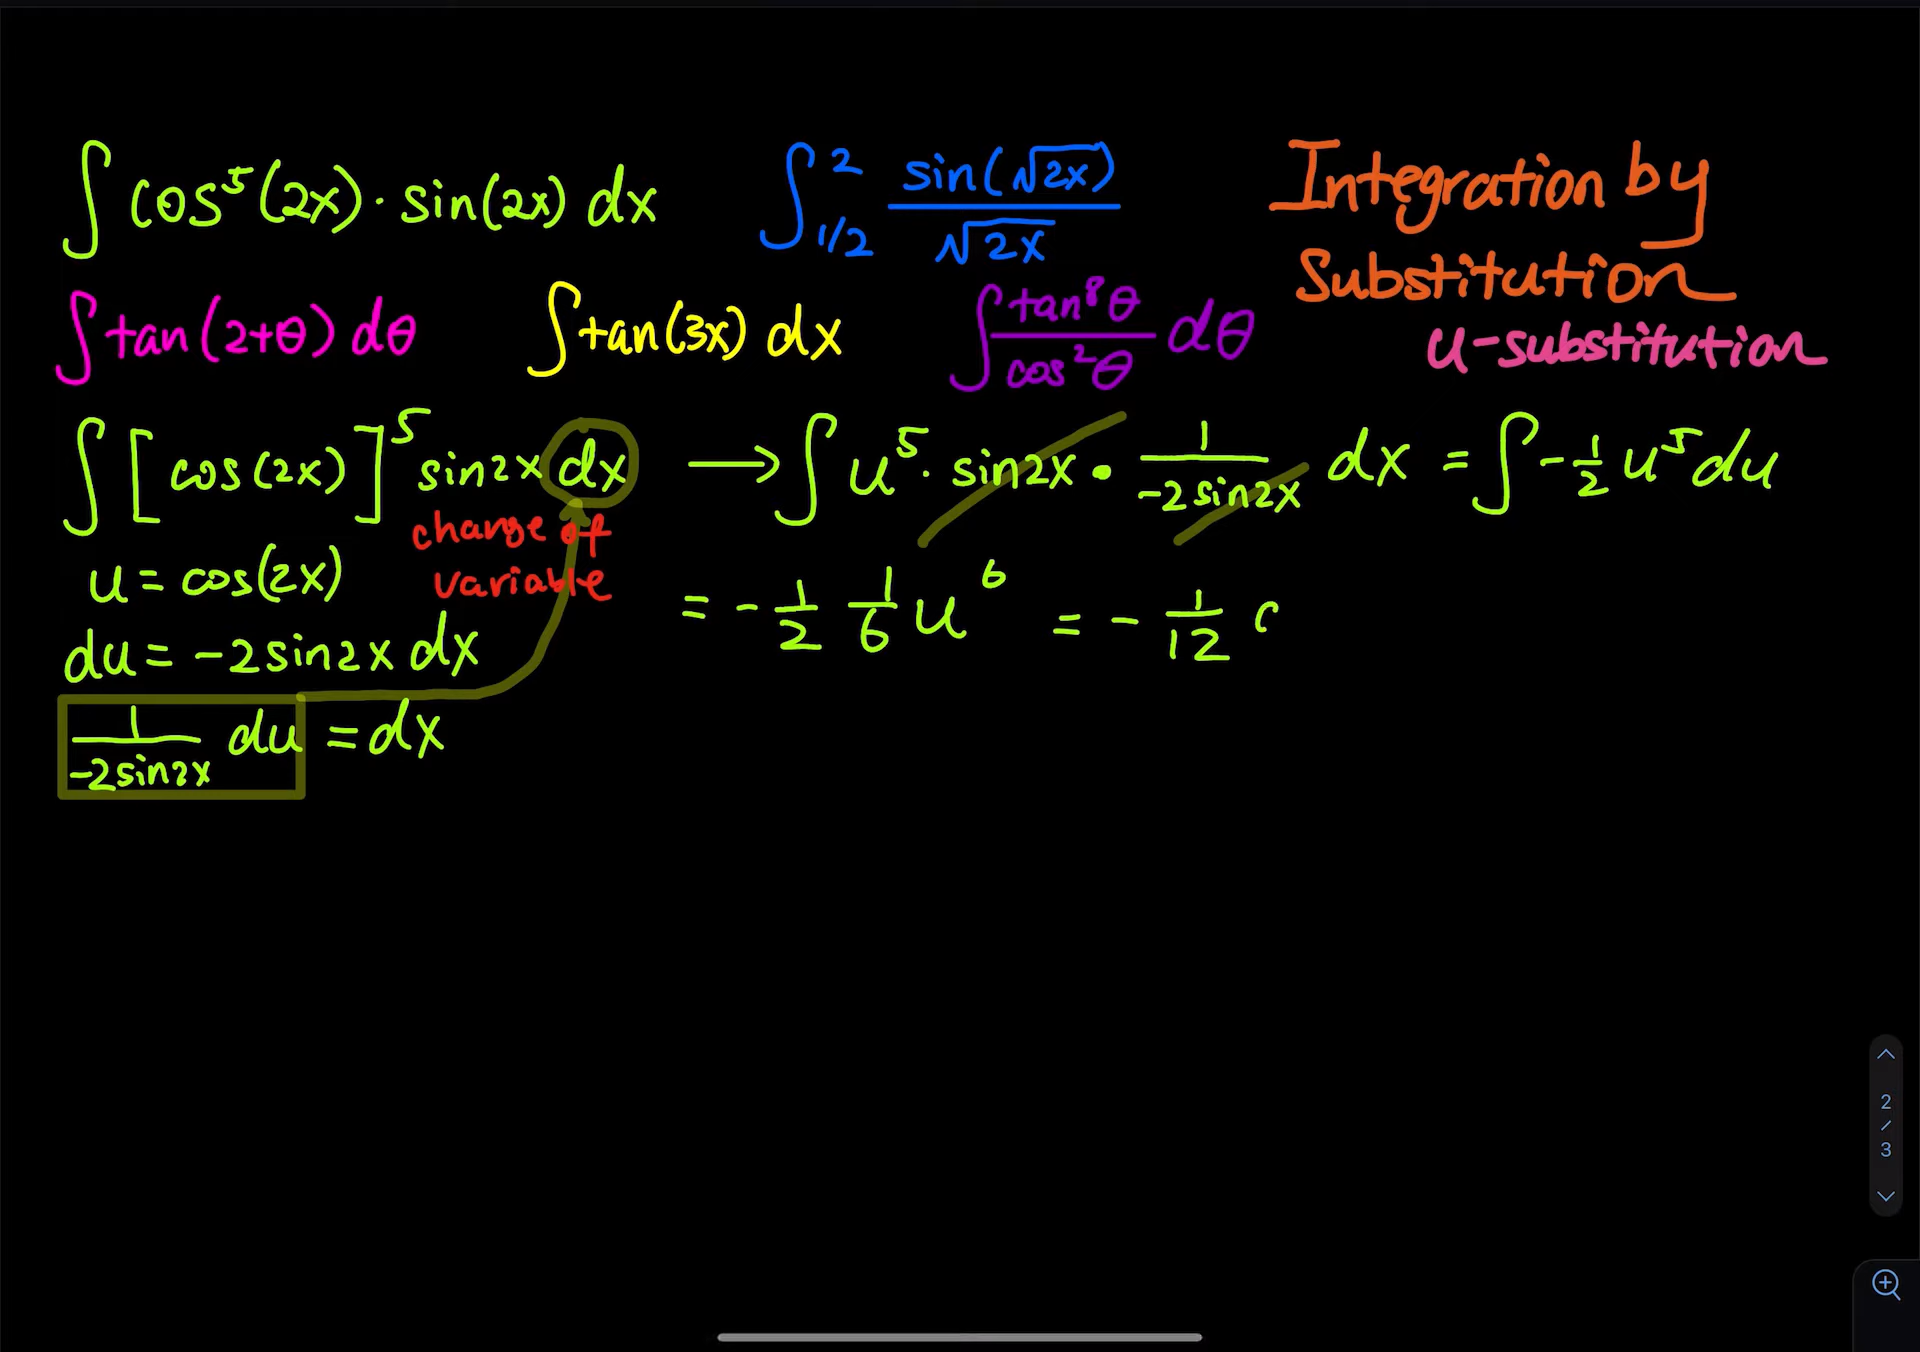 ∫ cos⁵(2x)·sin(2x) dx
∫_{1/2}^{2} sin(√2x)/√2x
Integration by
Substitution
u-substitution
∫tan(2+θ) dθ
∫tan(3x) dx
∫ tan⁸θ/cos²θ dθ
∫[cos(2x)]⁵ sin2x dx → ∫u⁵·sin2x·1/(-2sin2x) dx = ∫-1/2 u⁵du
change of
variable
u = cos(2x)
du = -2sin2x dx
1/(-2sin2x) du = dx
= -1/2 1/6 u⁶ = -1/12 c
2
/
3